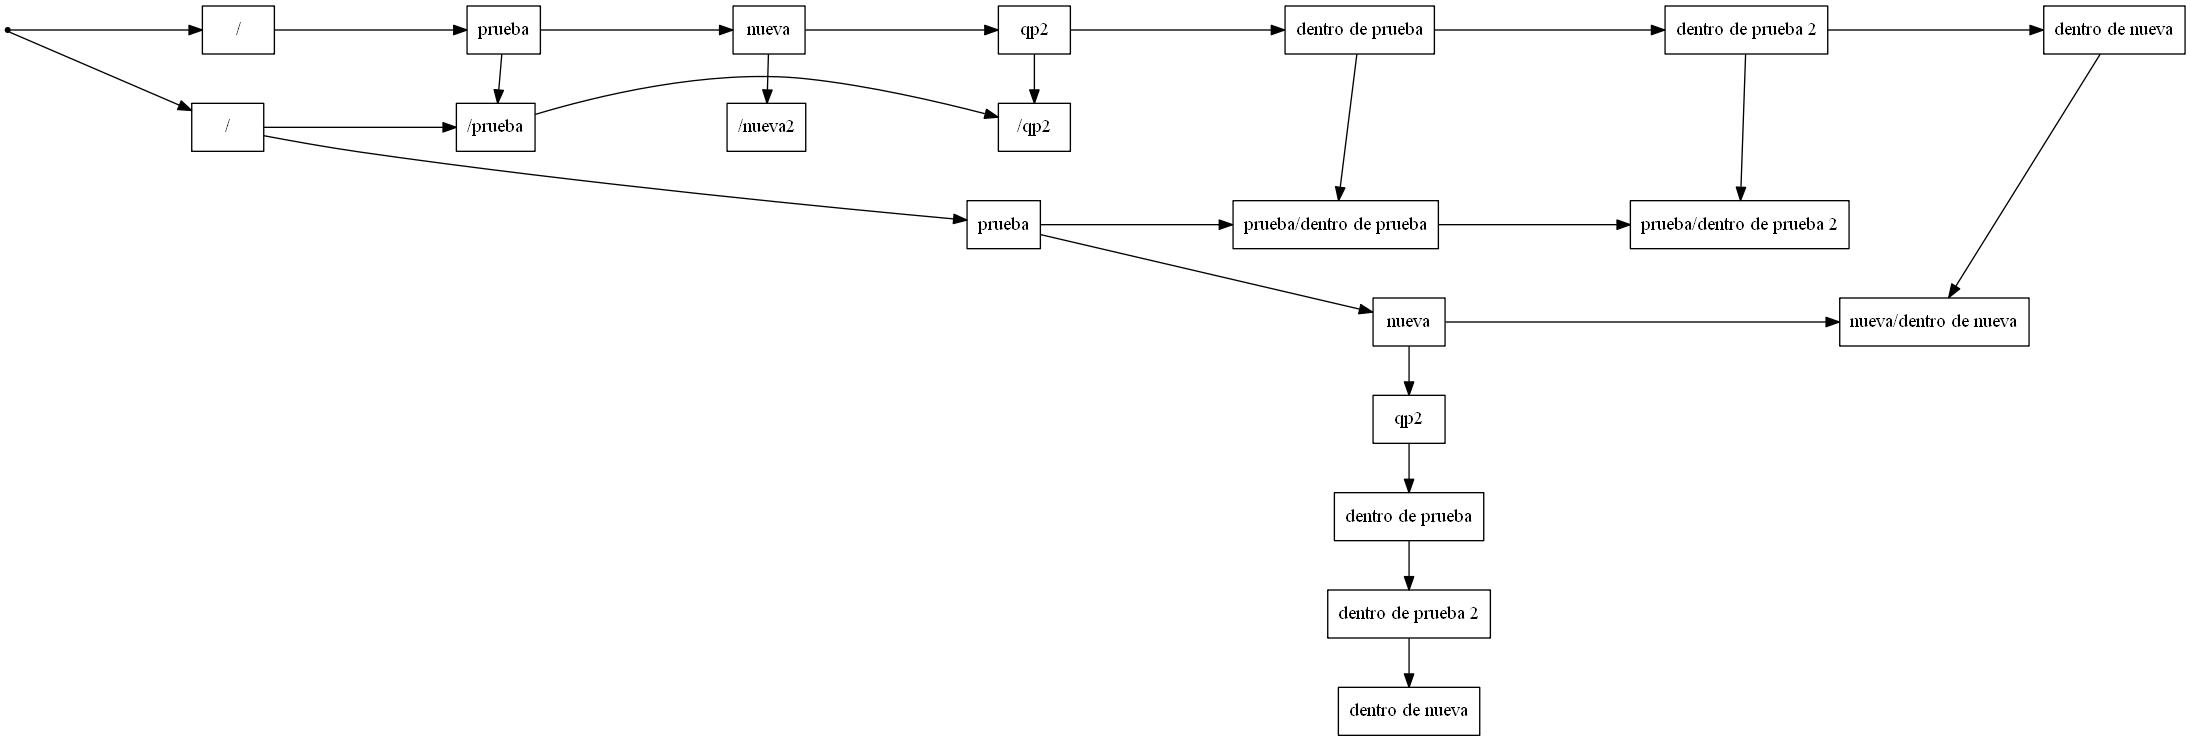 /
prueba
nueva
qp2
dentro de prueba
dentro de prueba 2
dentro de nueva
/
/prueba
/nueva2
/qp2
prueba
prueba/dentro de prueba
prueba/dentro de prueba 2
nueva
nueva/dentro de nueva
qp2
dentro de prueba
dentro de prueba 2
dentro de nueva